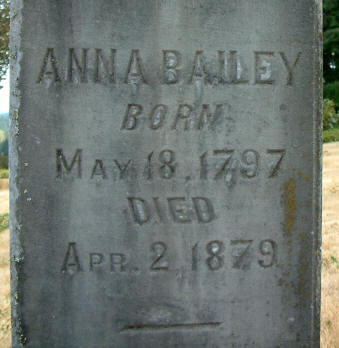 ANNA BAILEY
BORN
MAY 18, 1797
DIED
APR. 2, 1879